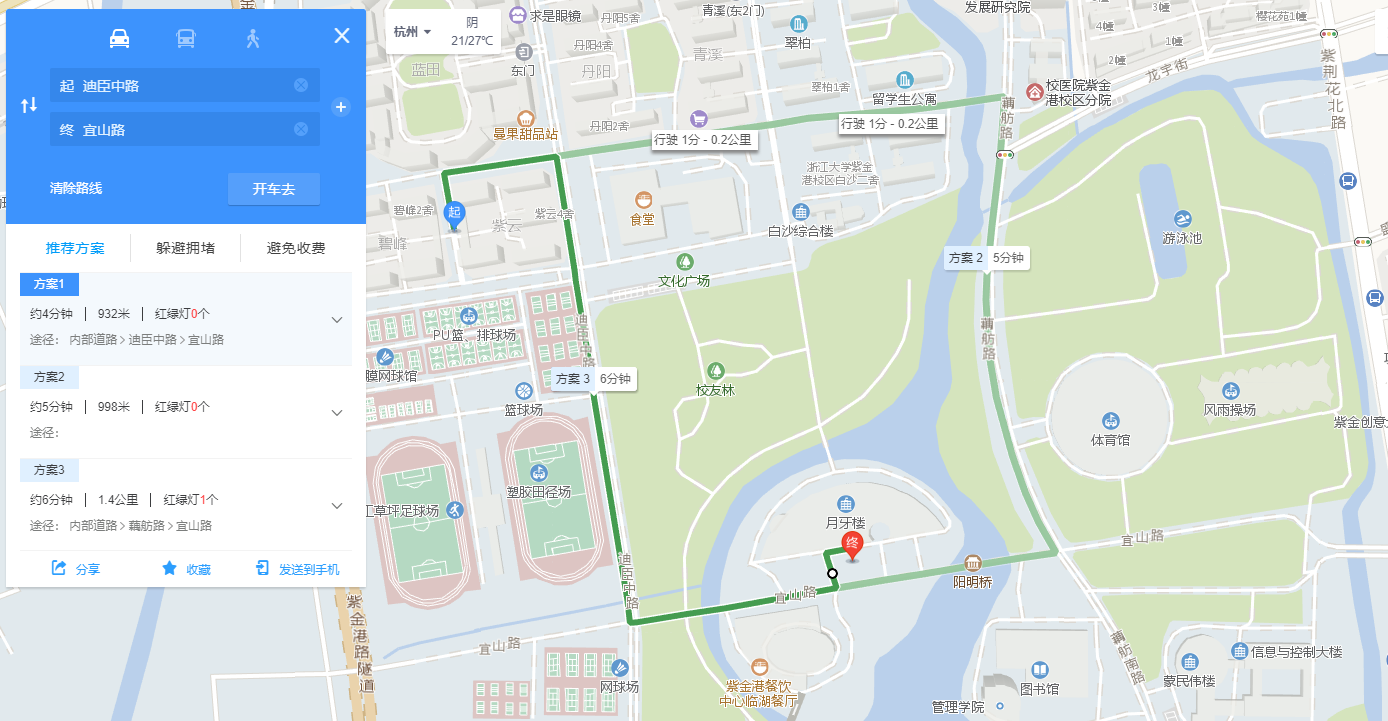 起 迪臣中路
终 宜山路
清除路线
开车去
推荐方案
躲避拥堵
避免收费
方案1
约4分钟 | 932米 | 红绿灯0个
途径: 内部道路>迪臣中路>宜山路
方案2
约5分钟 | 998米 | 红绿灯0个
途径:
方案3
约6分钟 | 1.4公里 | 红绿灯1个
途径: 内部道路>藕舫路>宜山路
分享
收藏
发送到手机
杭州
阴
21/27℃
求是眼镜
丹阳5舍
青溪(东2门)
发展研究院
3幢
4幢
樱花苑1幢
翠柏
丹阳4舍
东门
青溪
1幢
2幢
蓝田
丹阳
龙宇街
紫荆花北路
翠柏1舍
留学生公寓
校医院紫金
港校区分院
藕舫路
曼果甜品站
丹阳2舍
行驶 1分 - 0.2公里
行驶 1分 - 0.2公里
浙江大学紫金
港校区白沙二舍
碧峰2舍
起
紫云
紫云4舍
食堂
白沙综合楼
碧峰
游泳池
方案 2 5分钟
文化广场
PU篮、排球场
迪臣中路
藕舫路
膜网球馆
方案 3 6分钟
校友林
篮球场
风雨操场
体育馆
紫金创意
塑胶田径场
工草坪足球场
月牙楼
终
宜山路
阳明桥
迪臣中路
宜山路
紫金港路隧道
宜山路
藕舫南路
信息与控制大楼
网球场
紫金港餐饮
中心临湖餐厅
图书馆
蒙民伟楼
管理学院